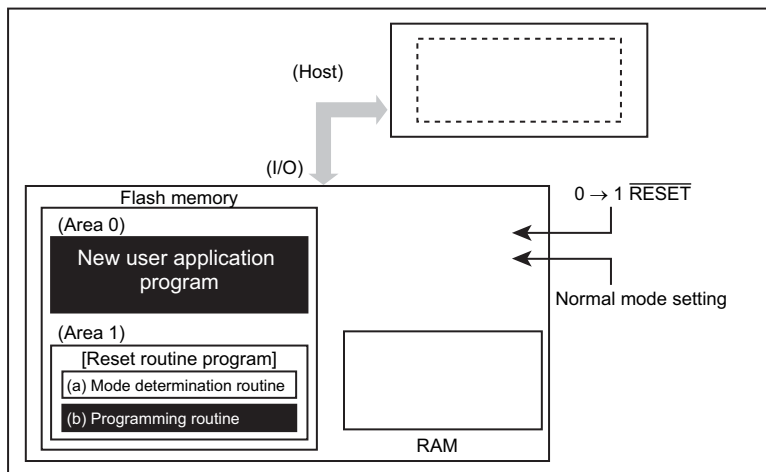 (Host)
(I/O)
Flash memory
(Area 0)
New user application
program
(Area 1)
[Reset routine program]
(a) Mode determination routine
(b) Programming routine
RAM
0 → 1 RESET
Normal mode setting